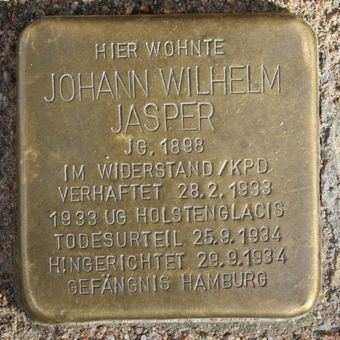 HIER WOHNTE
JOHANN WILHELM
JASPER
JG. 1898
IM WIDERSTAND/KPD
VERHAFTET 28.2.1933
1933 UG HOLSTENGLACIS
TODESURTEIL 25.9.1934
HINGERICHTET 29.9.1934
GEFÄNGNIS HAMBURG